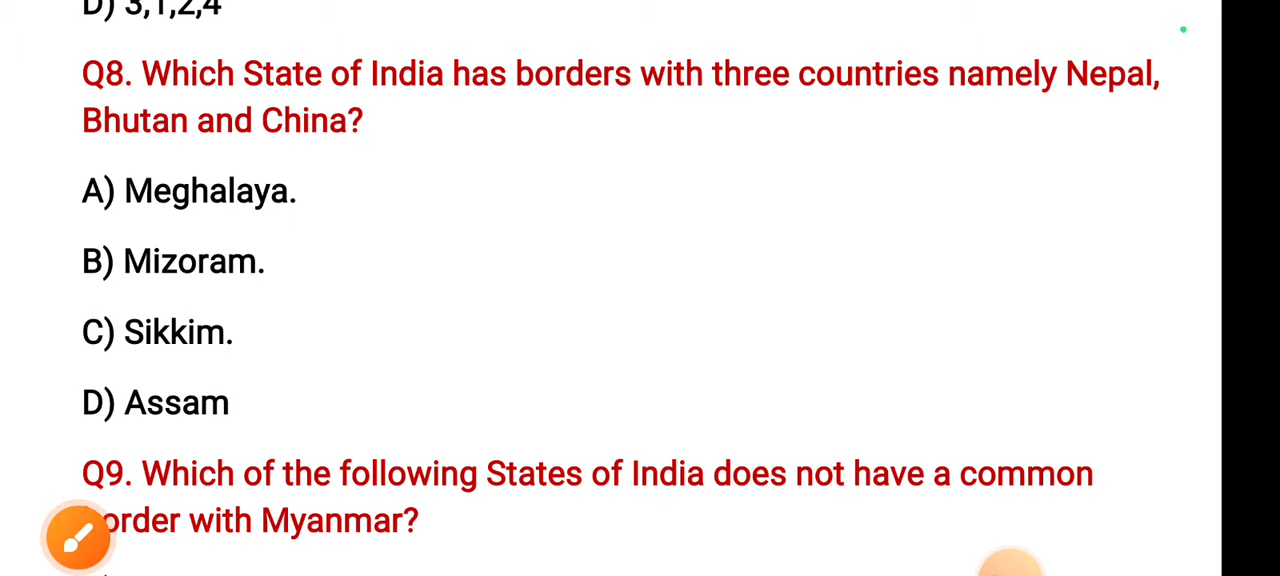 D) 3,1,2,4
Q8. Which State of India has borders with three countries namely Nepal,
Bhutan and China?
A) Meghalaya.
B) Mizoram.
C) Sikkim.
D) Assam
Q9. Which of the following States of India does not have a common
border with Myanmar?